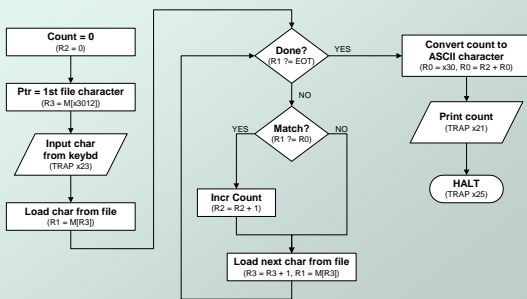 Count = 0
(R2 = 0)
Ptr = 1st file character
(R3 = M[x3012])
Input char
from keybd
(TRAP x23)
Load char from file
(R1 = M[R3])
Done?
(R1 ?= EOT)
YES
NO
Match?
(R1 ?= R0)
YES
NO
Incr Count
(R2 = R2 + 1)
Load next char from file
(R3 = R3 + 1, R1 = M[R3])
Convert count to
ASCII character
(R0 = x30, R0 = R2 + R0)
Print count
(TRAP x21)
HALT
(TRAP x25)